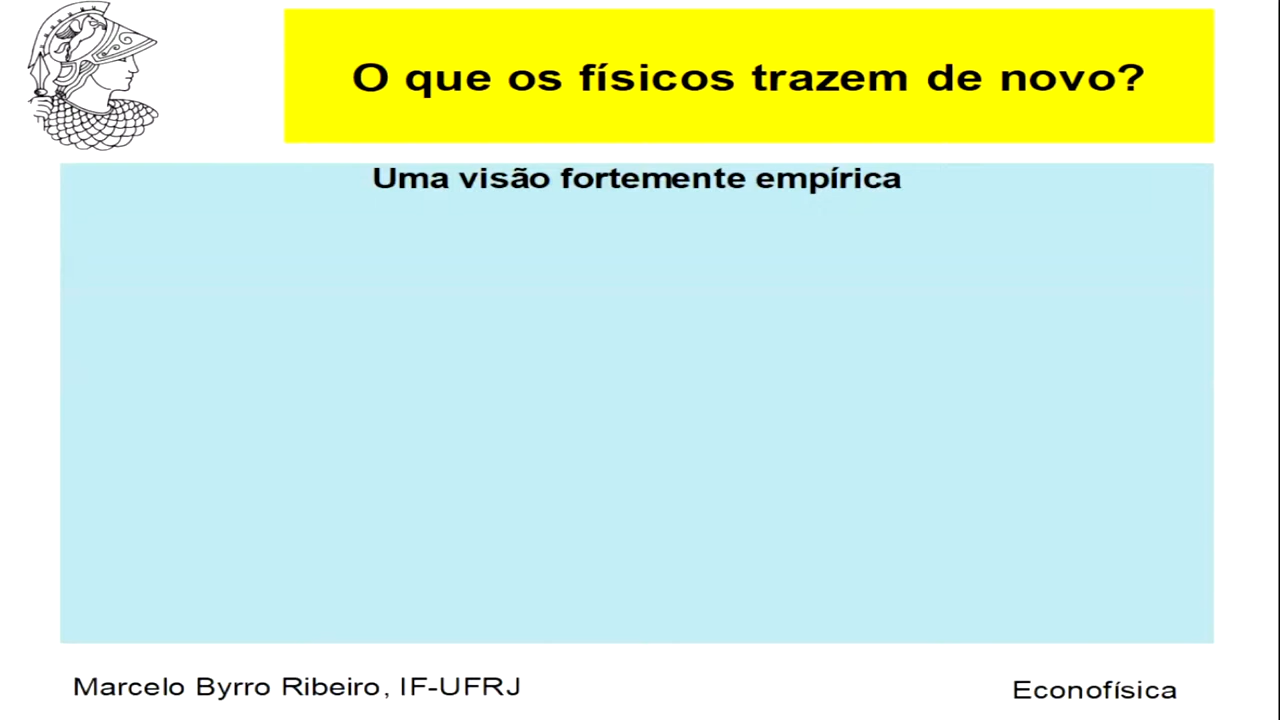 O que os físicos trazem de novo?
Uma visão fortemente empírica
Marcelo Byrro Ribeiro, IF-UFRJ
Econofísica